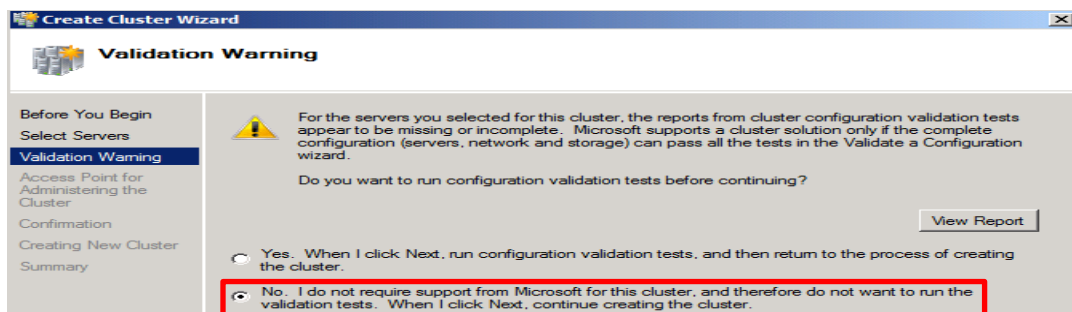 Create Cluster Wizard
Validation Warning
Before You Begin
Select Servers
Validation Warning
Access Point for
Administering the
Cluster
Confirmation
Creating New Cluster
Summary
For the servers you selected for this cluster, the reports from cluster configuration validation tests
appear to be missing or incomplete.  Microsoft supports a cluster solution only if the complete
configuration (servers, network and storage) can pass all the tests in the Validate a Configuration
wizard.
Do you want to run configuration validation tests before continuing?
View Report
Yes.  When I click Next, run configuration validation tests, and then return to the process of creating
the cluster.
No.  I do not require support from Microsoft for this cluster, and therefore do not want to run the
validation tests.  When I click Next, continue creating the cluster.